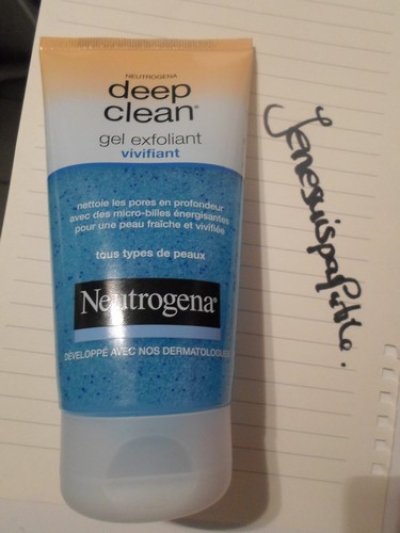 NEUTROGENA
deep
clean®
gel exfoliant
vivifiant
nettoie les pores en profondeur
avec des micro-billes énergisantes
pour une peau fraîche et vivifiée
tous types de peaux
Neutrogena®
DÉVELOPPÉ AVEC NOS DERMATOLOGUES